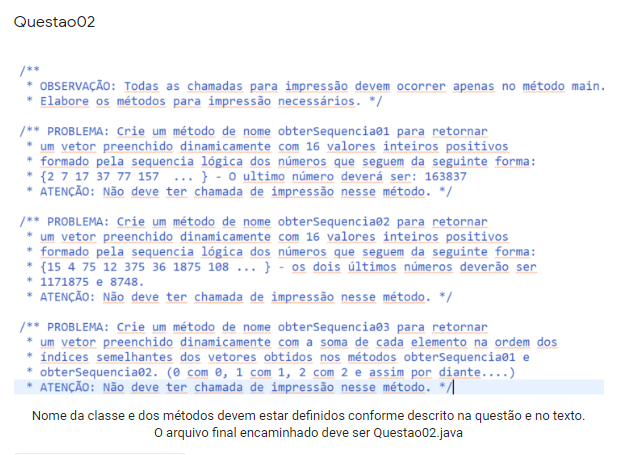 Questao02
/**
* OBSERVAÇÃO: Todas as chamadas para impressão devem ocorrer apenas no método main.
* Elabore os métodos para impressão necessários. */
/** PROBLEMA: Crie um método de nome obterSequencia01 para retornar
* um vetor preenchido dinamicamente com 16 valores inteiros positivos
* formado pela sequencia lógica dos números que seguem da seguinte forma:
* {2 7 17 37 77 157 ... } - O ultimo número deverá ser: 163837
* ATENÇÃO: Não deve ter chamada de impressão nesse método. */
/** PROBLEMA: Crie um método de nome obterSequencia02 para retornar
* um vetor preenchido dinamicamente com 16 valores inteiros positivos
* formado pela sequencia lógica dos números que seguem da seguinte forma:
* {15 4 75 12 375 36 1875 108 ... } - os dois últimos números deverão ser
* 1171875 e 8748.
* ATENÇÃO: Não deve ter chamada de impressão nesse método. */
/** PROBLEMA: Crie um método de nome obterSequencia03 para retornar
* um vetor preenchido dinamicamente com a soma de cada elemento na ordem dos
* índices semelhantes dos vetores obtidos nos métodos obterSequencia01 e
* obterSequencia02. (0 com 0, 1 com 1, 2 com 2 e assim por diante....)
* ATENÇÃO: Não deve ter chamada de impressão nesse método. */
Nome da classe e dos métodos devem estar definidos conforme descrito na questão e no texto.
O arquivo final encaminhado deve ser Questao02.java